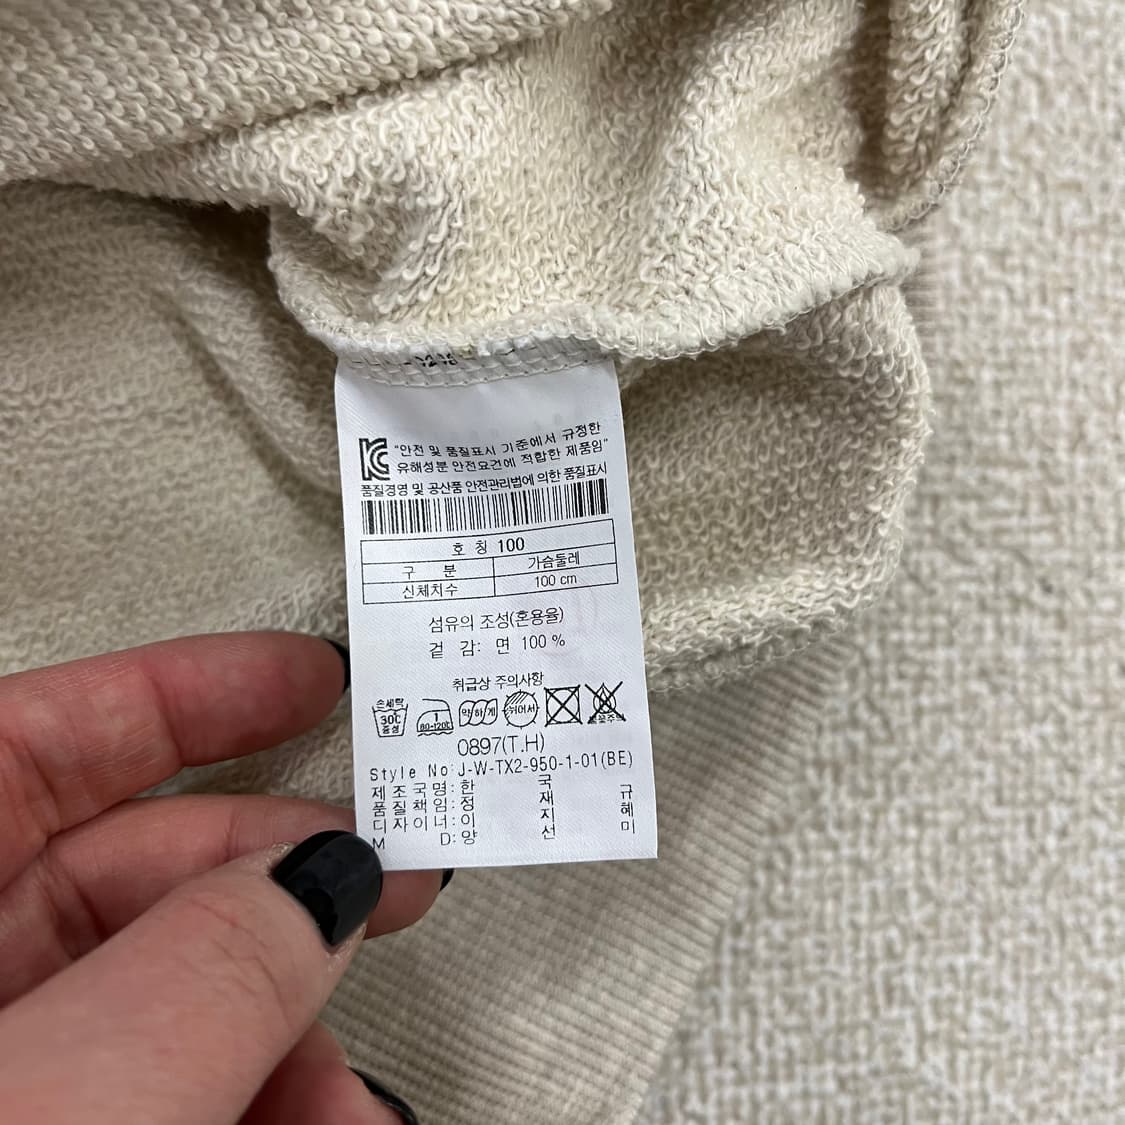 KC "안전 및 품질표시 기준에서 규정한
유해성분 안전요건에 적합한 제품임"
품질경영 및 공산품 안전관리법에 의한 품질표시
호 칭 100
구 분 가슴둘레
신체치수 100 cm
섬유의 조성(혼용율)
겉 감: 면 100 %
취급상 주의사항
손세탁 30℃ 중성 1 80-120℃ 약하게 뉘어서
0897(T.H)
Style No:J-W-TX2-950-1-01(BE)
제조국명:한 국
품질책임:정 재 규
디자이너:이 지 혜
M D:양 선 미